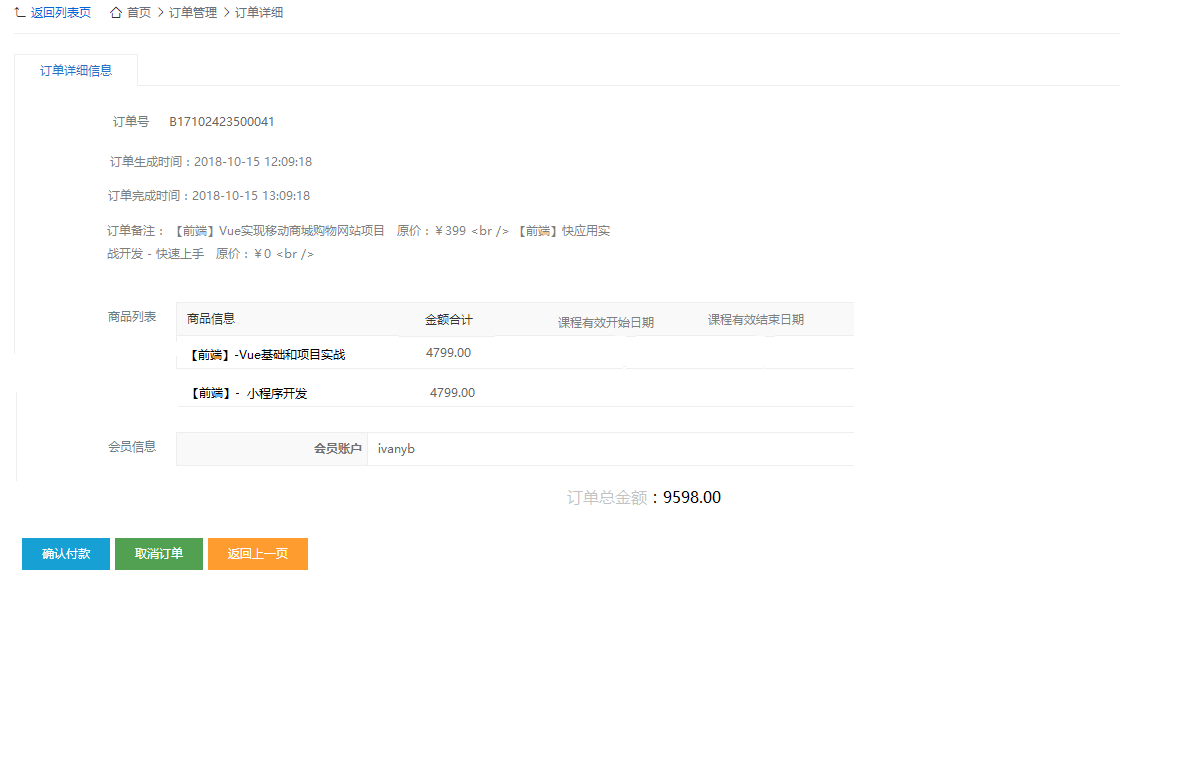 返回列表页 首页 > 订单管理 > 订单详细
订单详细信息
订单号 B17102423500041
订单生成时间：2018-10-15 12:09:18
订单完成时间：2018-10-15 13:09:18
订单备注： 【前端】Vue实现移动商城购物网站项目 原价：￥399 <br /> 【前端】快应用实
战开发 - 快速上手 原价：￥0 <br />
商品列表 商品信息 金额合计 课程有效开始日期 课程有效结束日期
【前端】-Vue基础和项目实战 4799.00
【前端】- 小程序开发 4799.00
会员信息 会员账户 ivanyb
订单总金额：9598.00
确认付款 取消订单 返回上一页